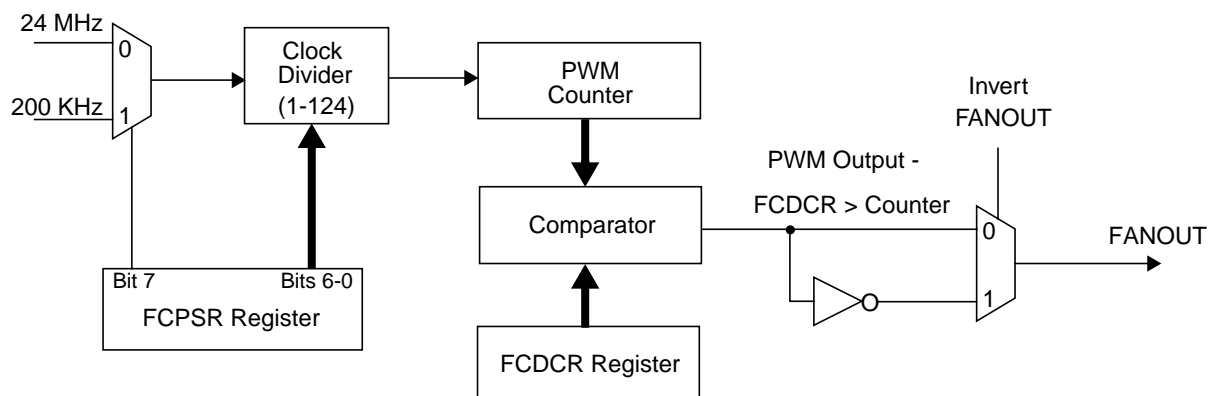 24 MHz
0
200 KHz
1
Clock
Divider
(1-124)
PWM
Counter
Invert
FANOUT
PWM Output -
FCDCR > Counter
Comparator
0
1
FANOUT
Bit 7
Bits 6-0
FCPSR Register
FCDCR Register